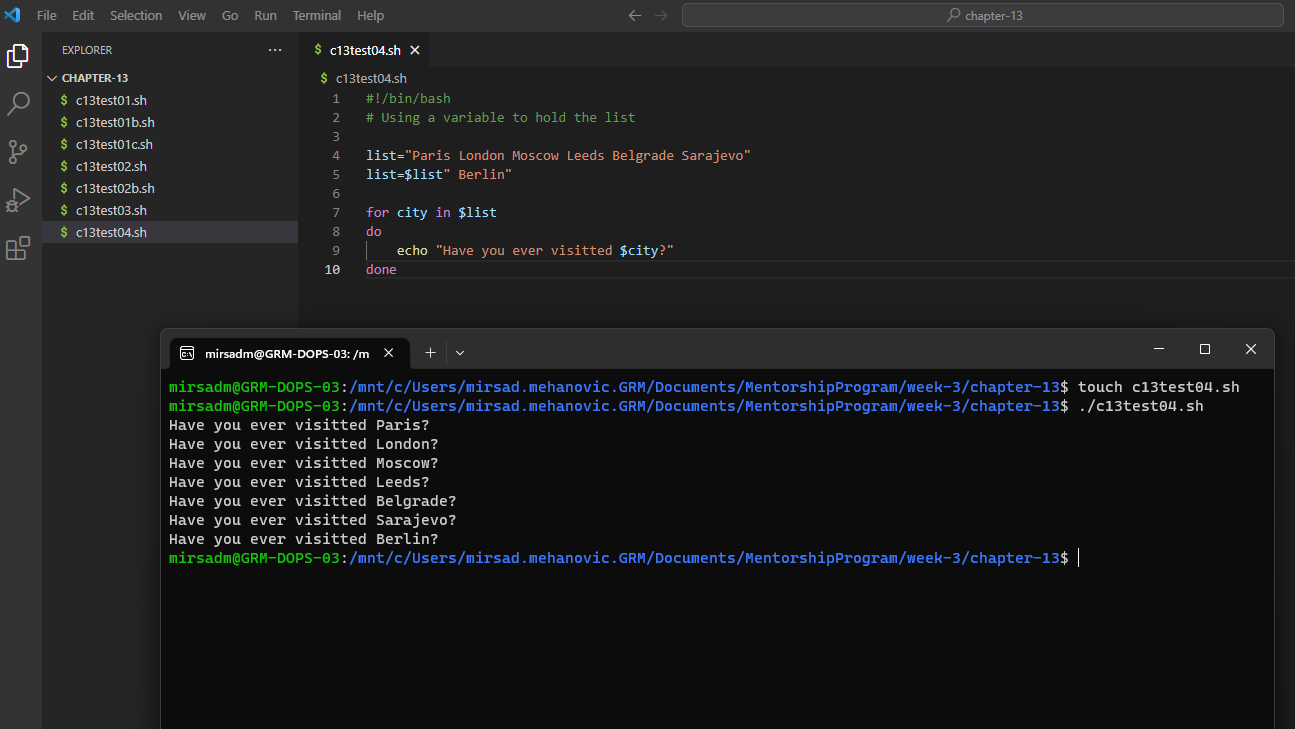 File Edit Selection View Go Run Terminal Help
chapter-13
EXPLORER
CHAPTER-13
$ c13test01.sh
$ c13test01b.sh
$ c13test01c.sh
$ c13test02.sh
$ c13test02b.sh
$ c13test03.sh
$ c13test04.sh
$ c13test04.sh
$ c13test04.sh
1 #!/bin/bash
2 # Using a variable to hold the list
3
4 list="Paris London Moscow Leeds Belgrade Sarajevo"
5 list=$list" Berlin"
6
7 for city in $list
8 do
9 echo "Have you ever visitted $city?"
10 done
mirsadm@GRM-DOPS-03: /m
mirsadm@GRM-DOPS-03:/mnt/c/Users/mirsad.mehanovic.GRM/Documents/MentorshipProgram/week-3/chapter-13$ touch c13test04.sh
mirsadm@GRM-DOPS-03:/mnt/c/Users/mirsad.mehanovic.GRM/Documents/MentorshipProgram/week-3/chapter-13$ ./c13test04.sh
Have you ever visitted Paris?
Have you ever visitted London?
Have you ever visitted Moscow?
Have you ever visitted Leeds?
Have you ever visitted Belgrade?
Have you ever visitted Sarajevo?
Have you ever visitted Berlin?
mirsadm@GRM-DOPS-03:/mnt/c/Users/mirsad.mehanovic.GRM/Documents/MentorshipProgram/week-3/chapter-13$